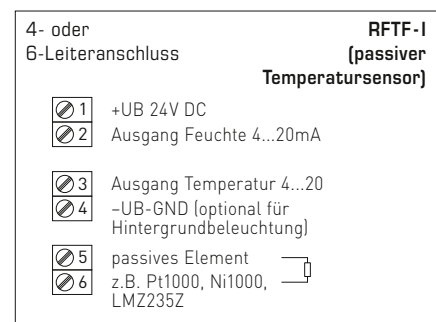 4- oder RFTF-I
6-Leiteranschluss (passiver
Temperatursensor)
1 +UB 24V DC
2 Ausgang Feuchte 4...20mA
3 Ausgang Temperatur 4...20
4 –UB-GND (optional für
Hintergrundbeleuchtung)
5 passives Element
6 z.B. Pt1000, Ni1000,
LMZ235Z